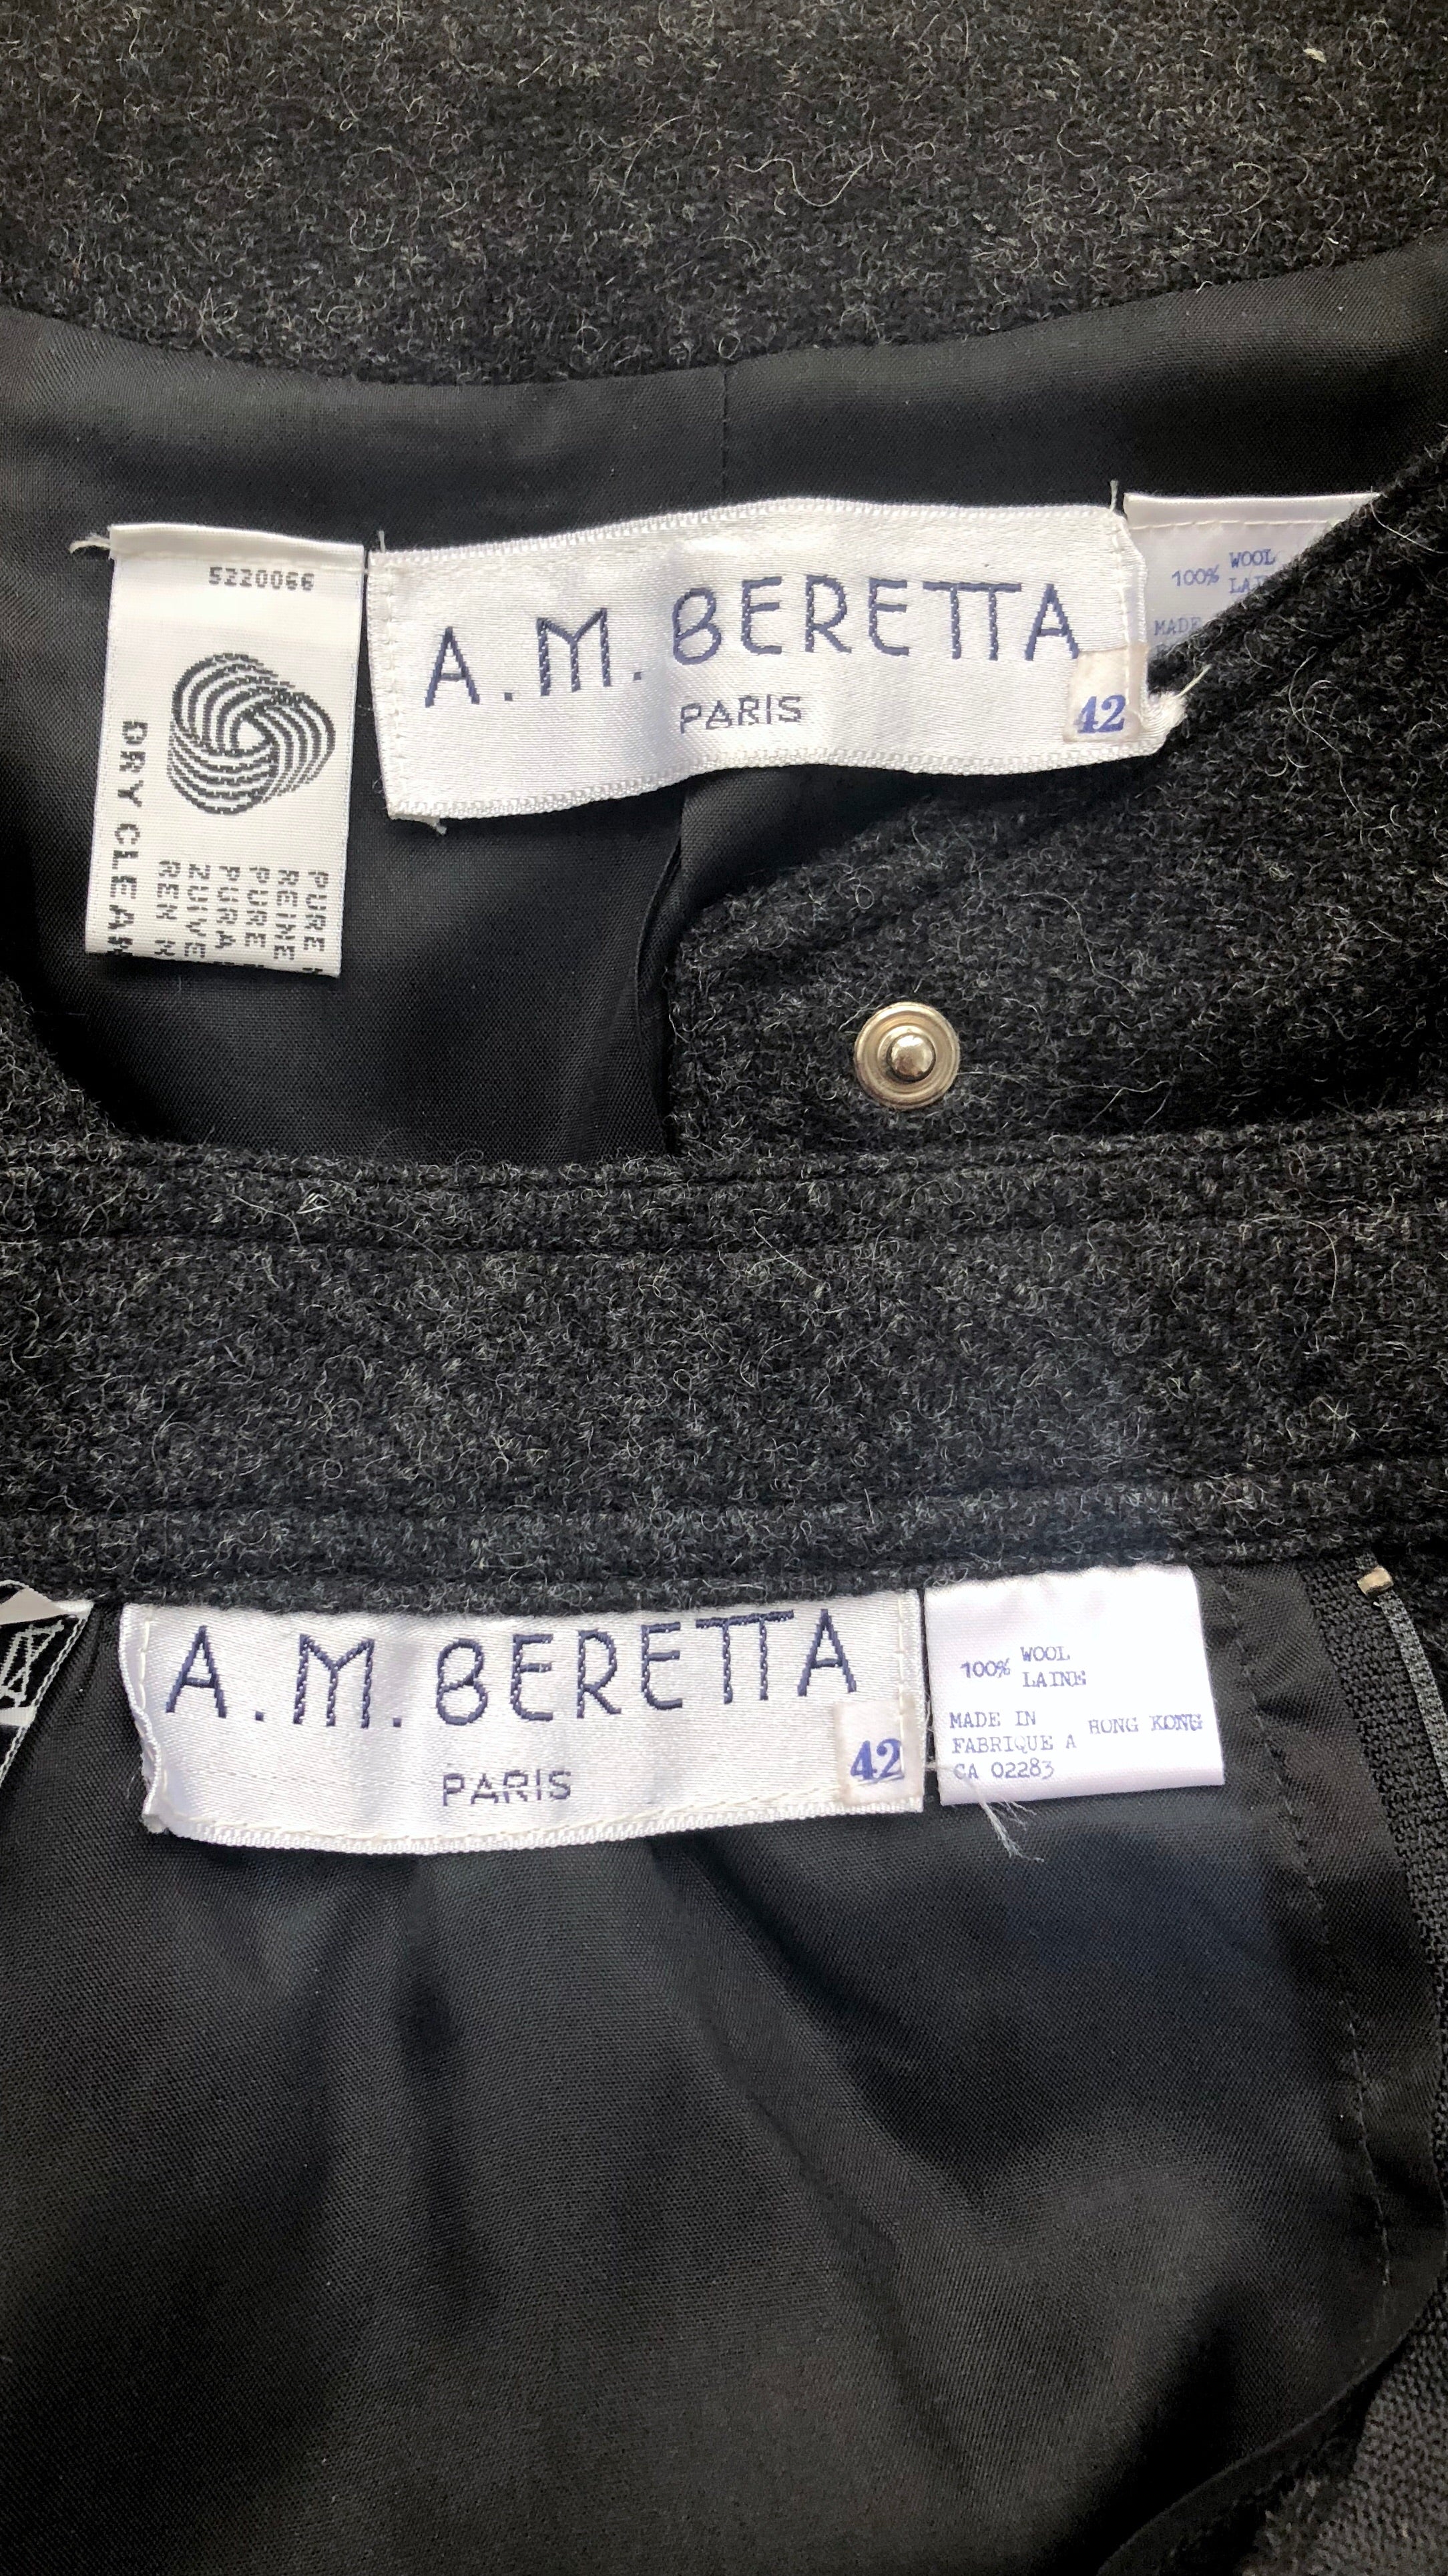 5220066
DRY CLEAN
PURE
REINE
PURE
PURA
ZUIVE
REN
A.M. BERETTA
PARIS
42
100% WOOL
MADE
A.M. BERETTA
PARIS
42
100% WOOL
LAINE
MADE IN HONG KONG
FABRIQUE A
CA 02283